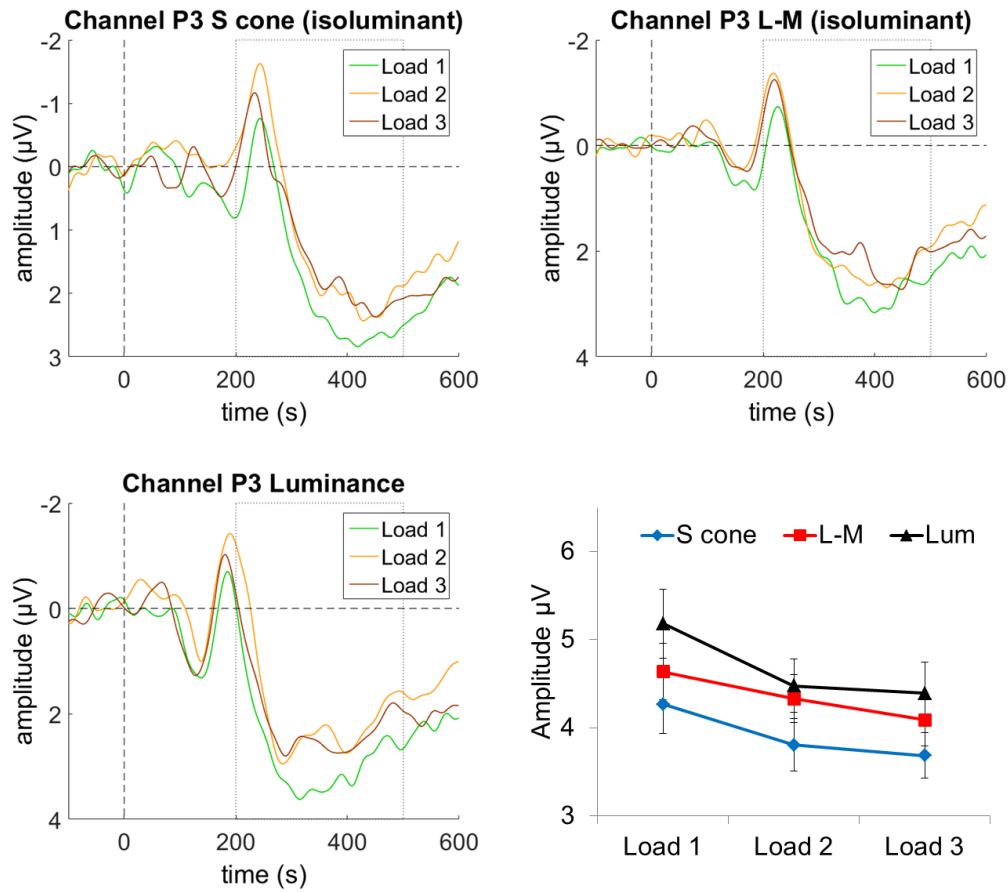 Channel P3 S cone (isoluminant)
-2
-1
0
1
2
3
amplitude (μV)
Load 1
Load 2
Load 3
0
200
400
600
time (s)
Channel P3 L-M (isoluminant)
-2
0
2
4
amplitude (μV)
Load 1
Load 2
Load 3
0
200
400
600
time (s)
Channel P3 Luminance
-2
0
2
4
amplitude (μV)
Load 1
Load 2
Load 3
0
200
400
600
time (s)
S cone
L-M
Lum
6
5
4
3
Amplitude μV
Load 1
Load 2
Load 3